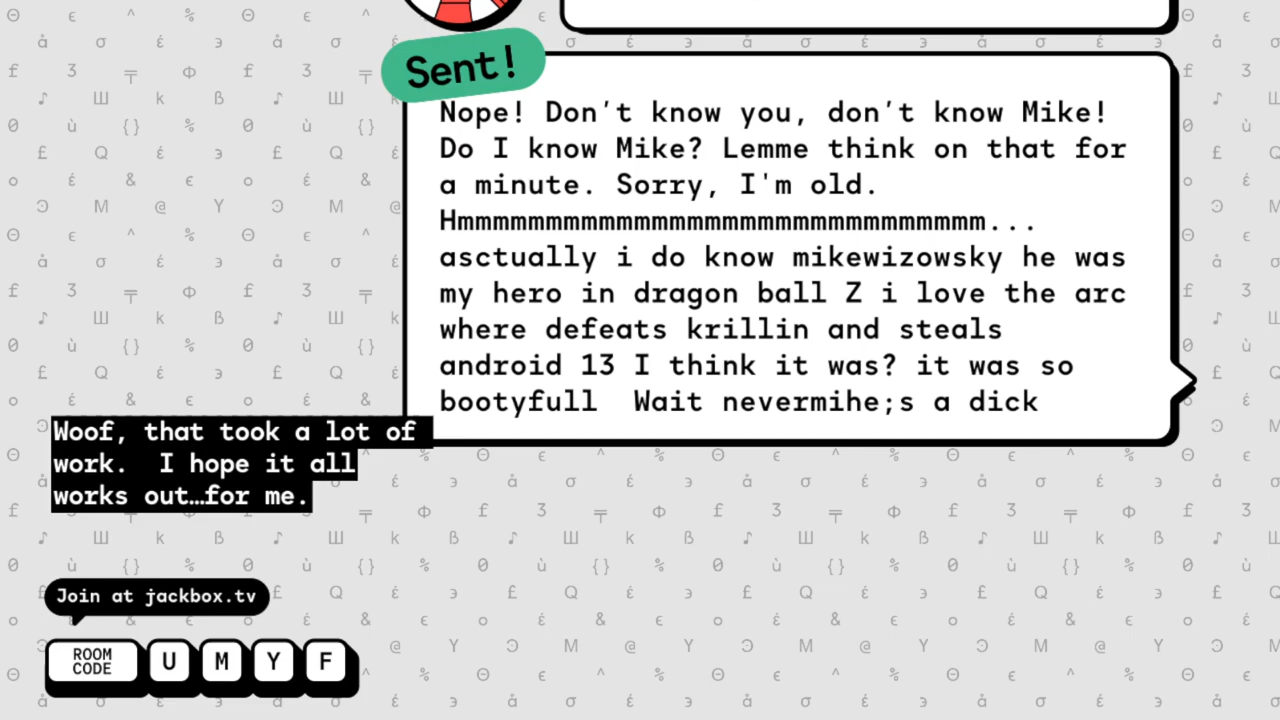 Sent!
Nope! Don't know you, don't know Mike!
Do I know Mike? Lemme think on that for
a minute. Sorry, I'm old.
Hmmmmmmmmmmmmmmmmmmmmmmmmmmmmmm...
asctually i do know mikewizowsky he was
my hero in dragon ball Z i love the arc
where defeats krillin and steals
android 13 I think it was? it was so
bootyfull  Wait nevermihe;s a dick
Woof, that took a lot of
work.  I hope it all
works out…for me.
Join at jackbox.tv
ROOM
CODE
U M Y F